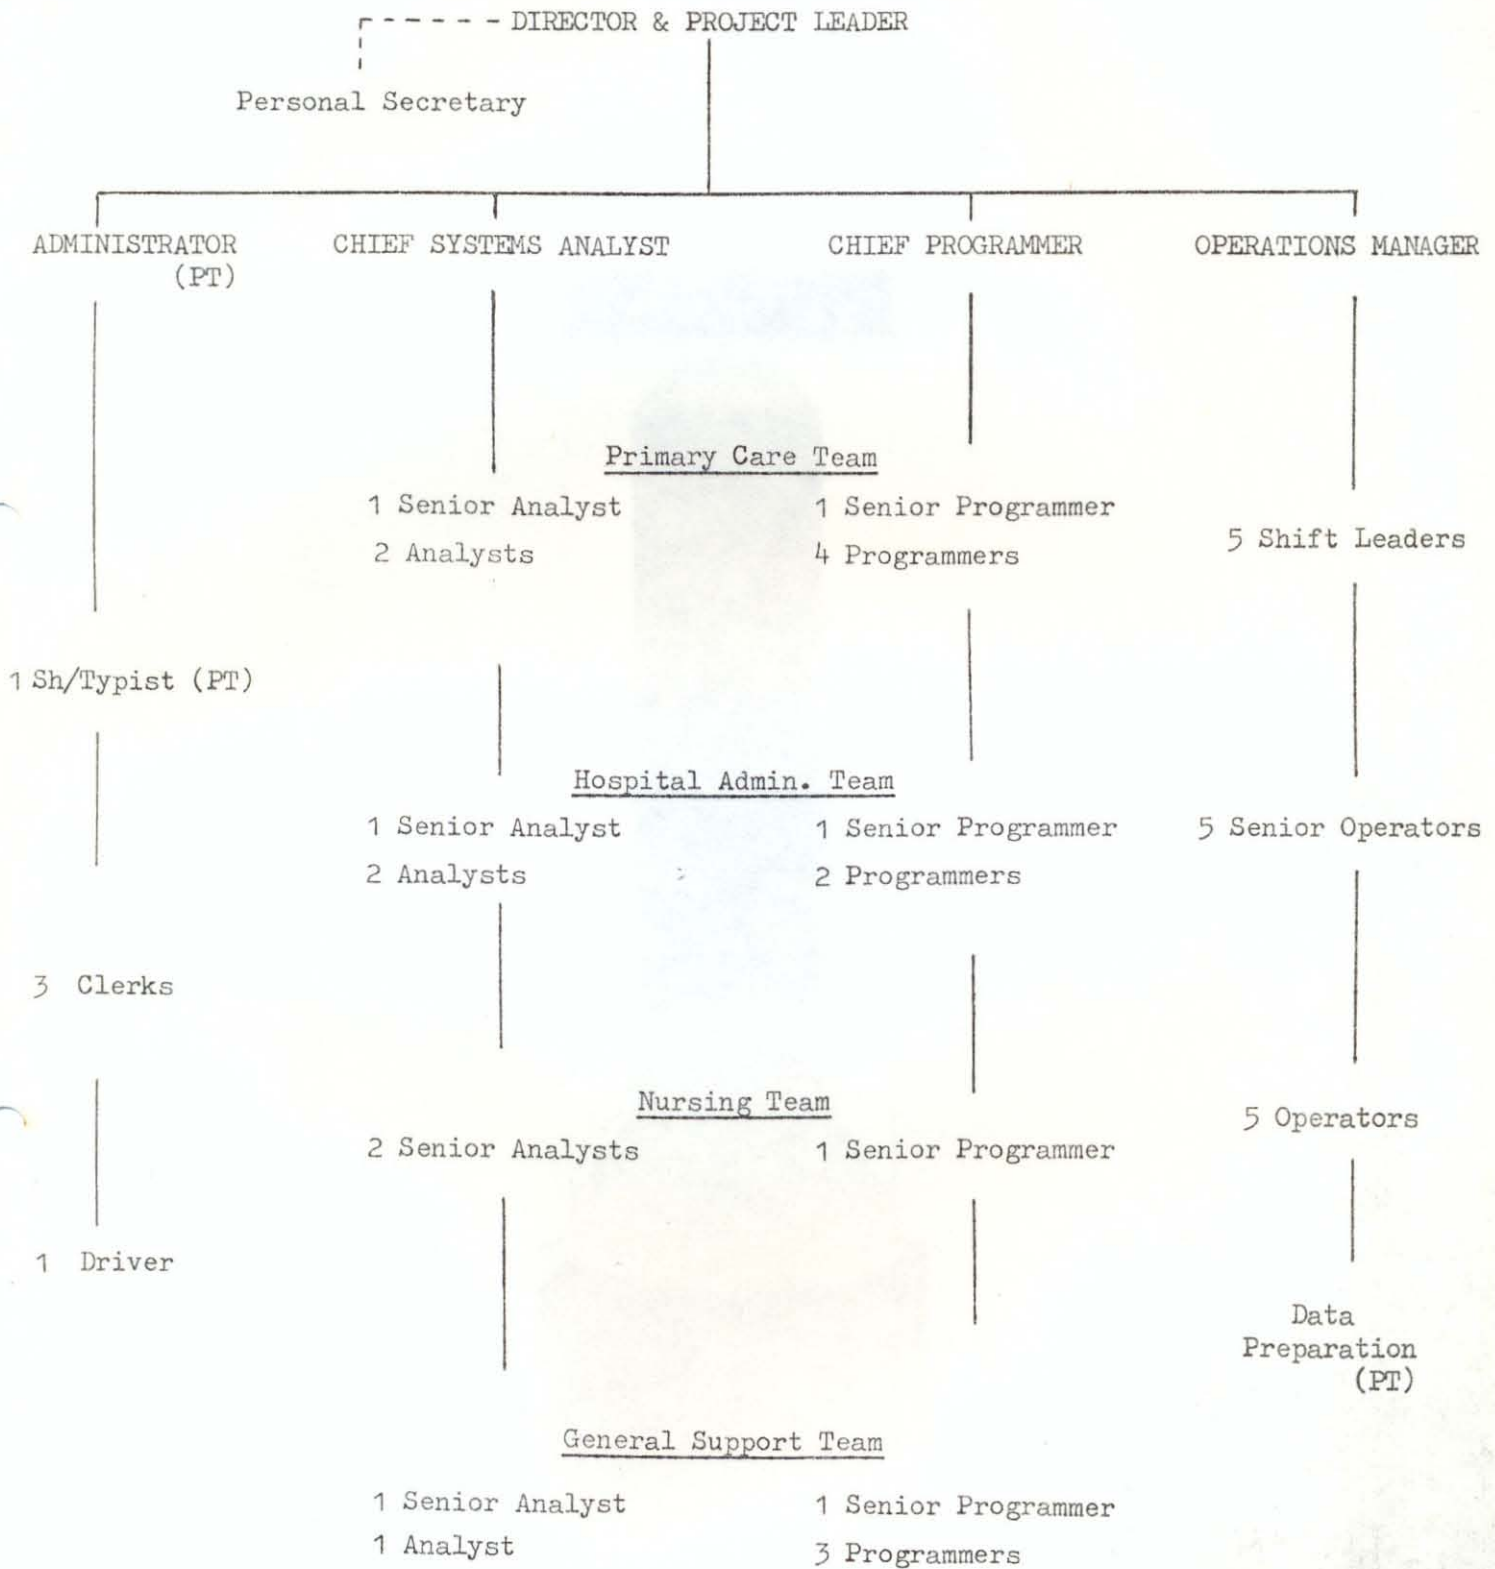 DIRECTOR & PROJECT LEADER
Personal Secretary
ADMINISTRATOR
(PT)
CHIEF SYSTEMS ANALYST
CHIEF PROGRAMMER
OPERATIONS MANAGER
Primary Care Team
1 Senior Analyst
2 Analysts
1 Senior Programmer
4 Programmers
5 Shift Leaders
1 Sh/Typist (PT)
Hospital Admin. Team
1 Senior Analyst
2 Analysts
1 Senior Programmer
2 Programmers
5 Senior Operators
3 Clerks
Nursing Team
2 Senior Analysts
1 Senior Programmer
5 Operators
1 Driver
Data
Preparation
(PT)
General Support Team
1 Senior Analyst
1 Analyst
1 Senior Programmer
3 Programmers